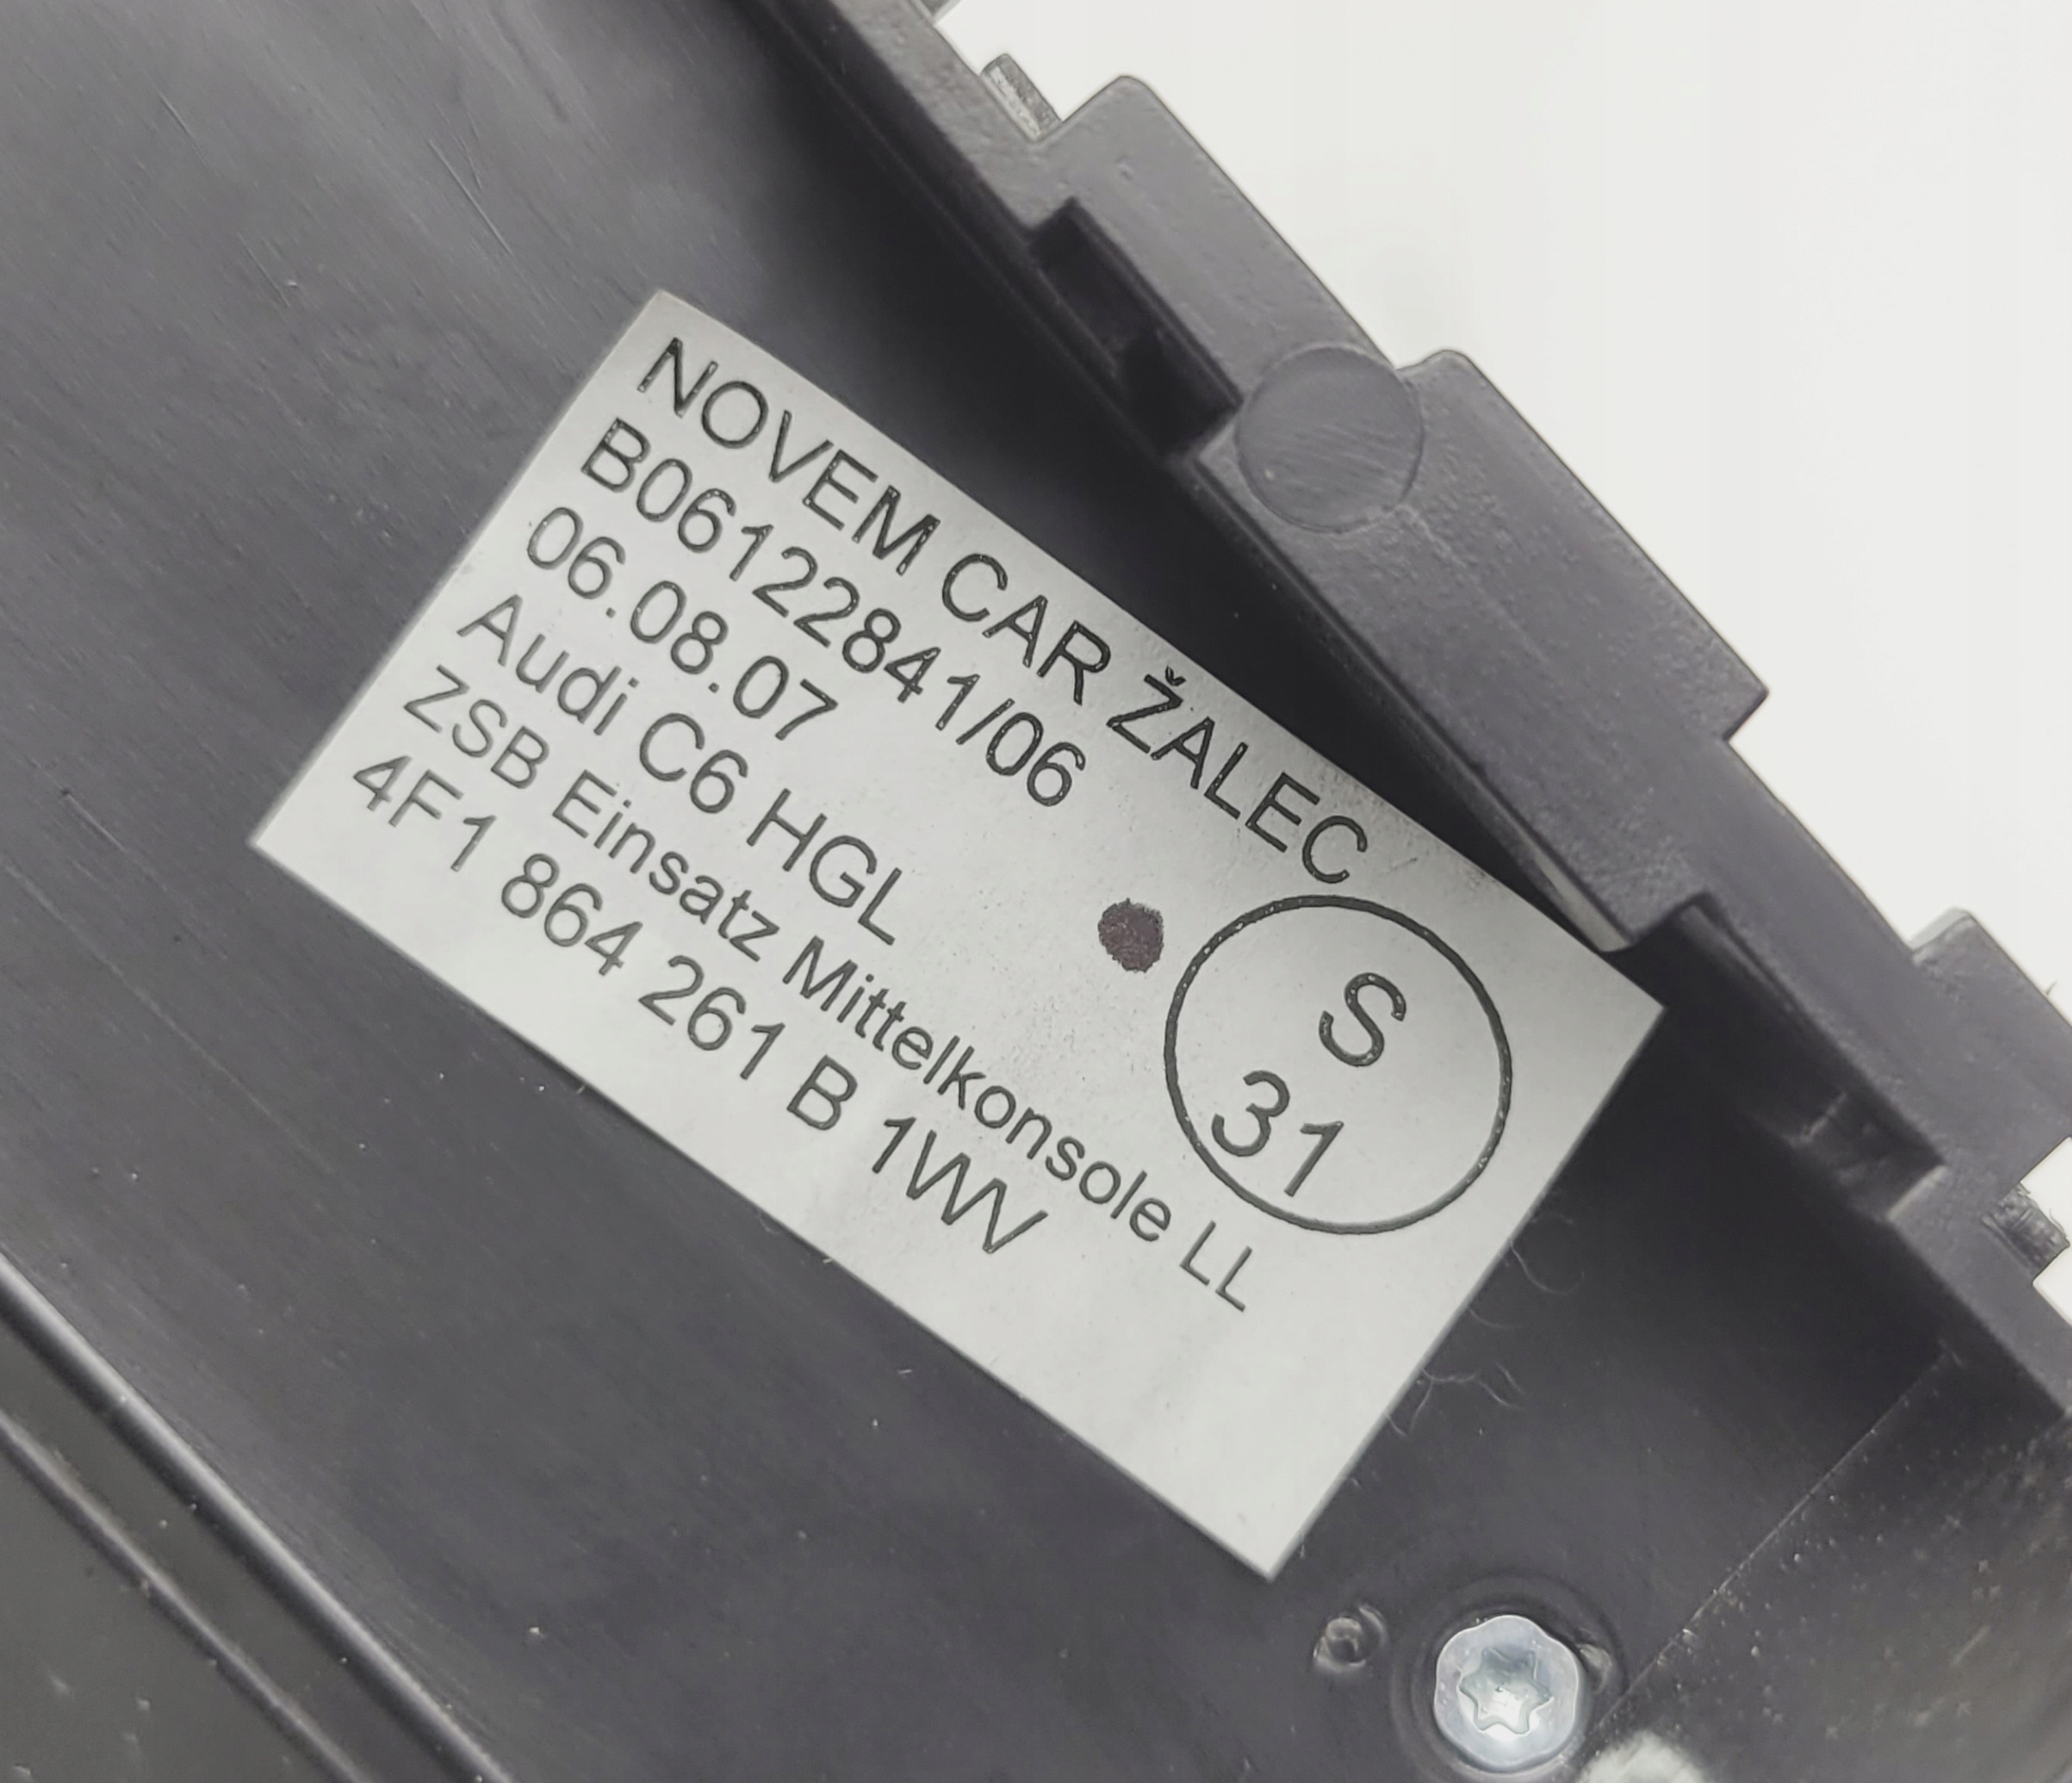 NOVEM CAR ŽALEC
B06122841/06
06.08.07
Audi C6 HGL
ZSB Einsatz Mittelkonsole LL
4F1 864 261 B 1WV
S
31